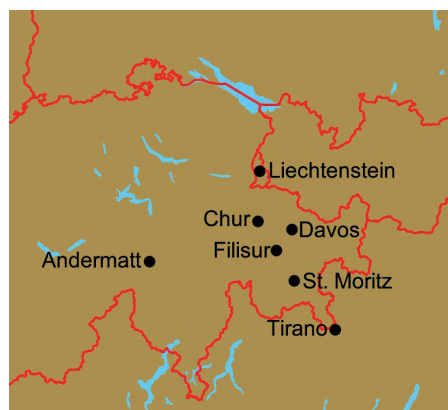 Liechtenstein
Chur
Davos
Filisur
Andermatt
St. Moritz
Tirano